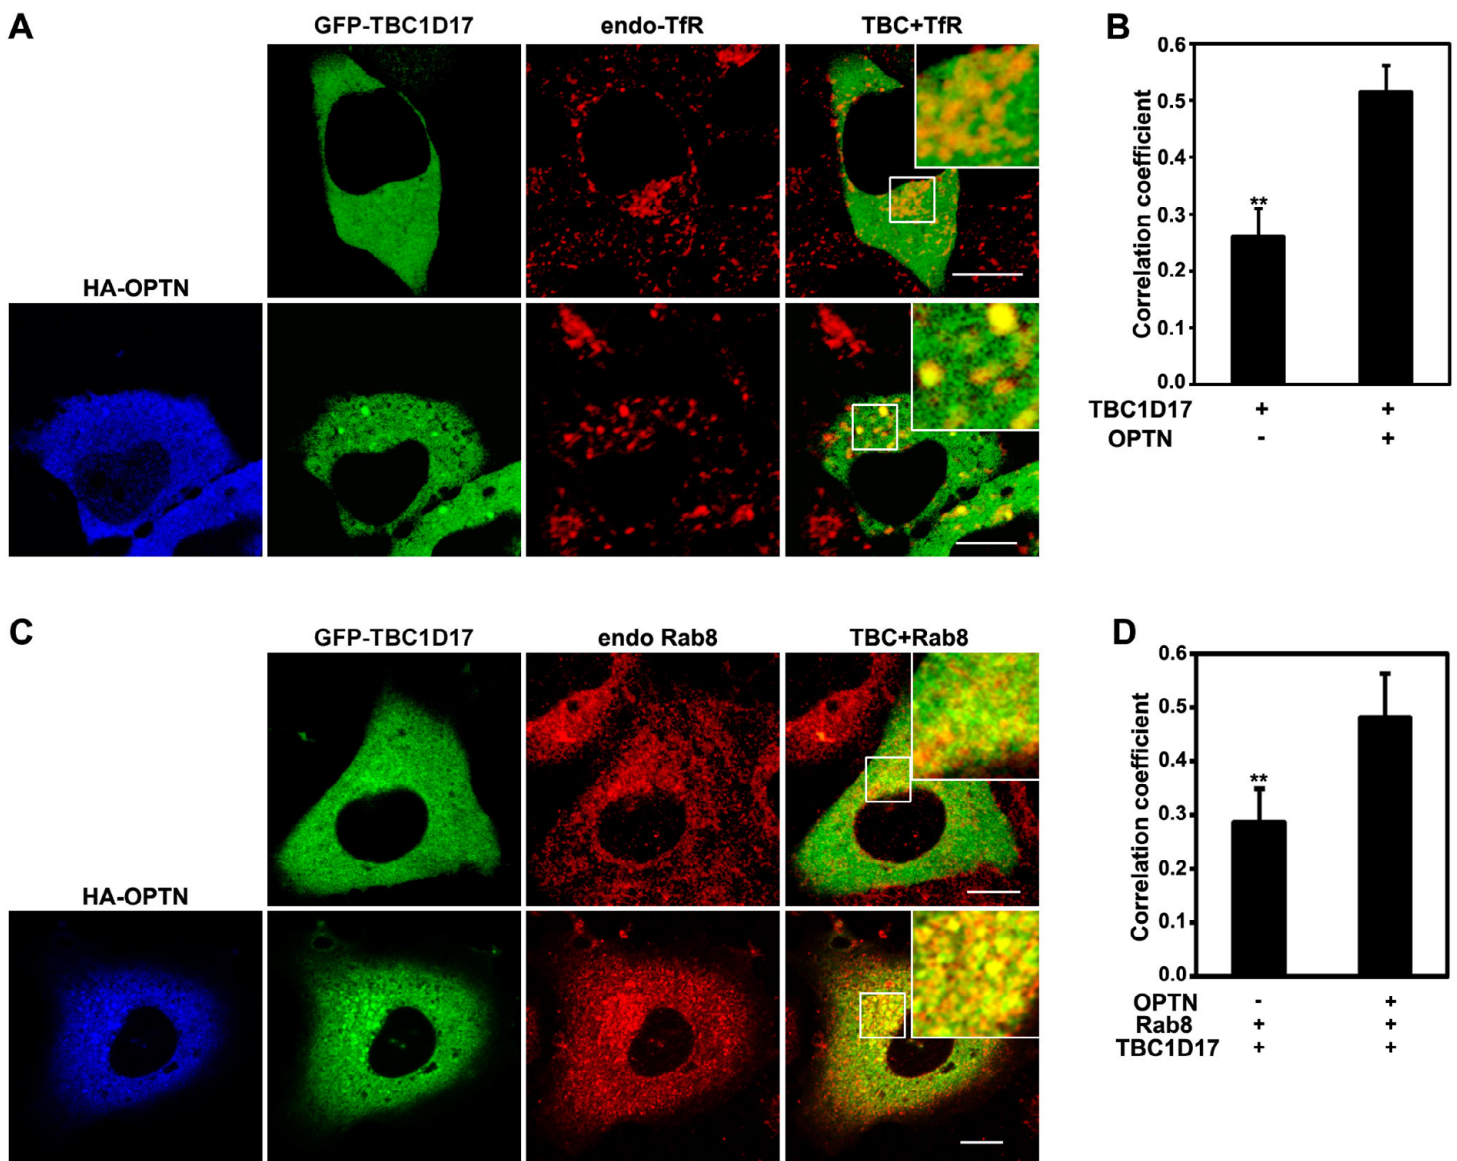 A
GFP-TBC1D17 endo-TfR TBC+TfR
HA-OPTN
B
0.6
0.5
0.4
0.3
0.2
0.1
0.0
Correlation coefficient
**
TBC1D17 + +
OPTN - +
C
GFP-TBC1D17 endo Rab8 TBC+Rab8
HA-OPTN
D
0.6
0.5
0.4
0.3
0.2
0.1
0.0
Correlation coefficient
**
OPTN - +
Rab8 + +
TBC1D17 + +